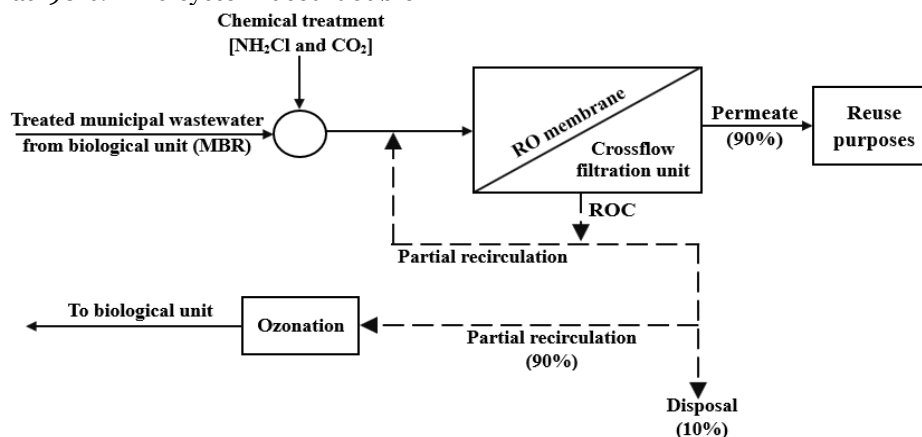 Chemical treatment
[NH₂Cl and CO₂]
Treated municipal wastewater
from biological unit (MBR)
RO membrane
Crossflow
filtration unit
Permeate
(90%)
Reuse
purposes
ROC
Partial recirculation
To biological unit
Ozonation
Partial recirculation
(90%)
Disposal
(10%)